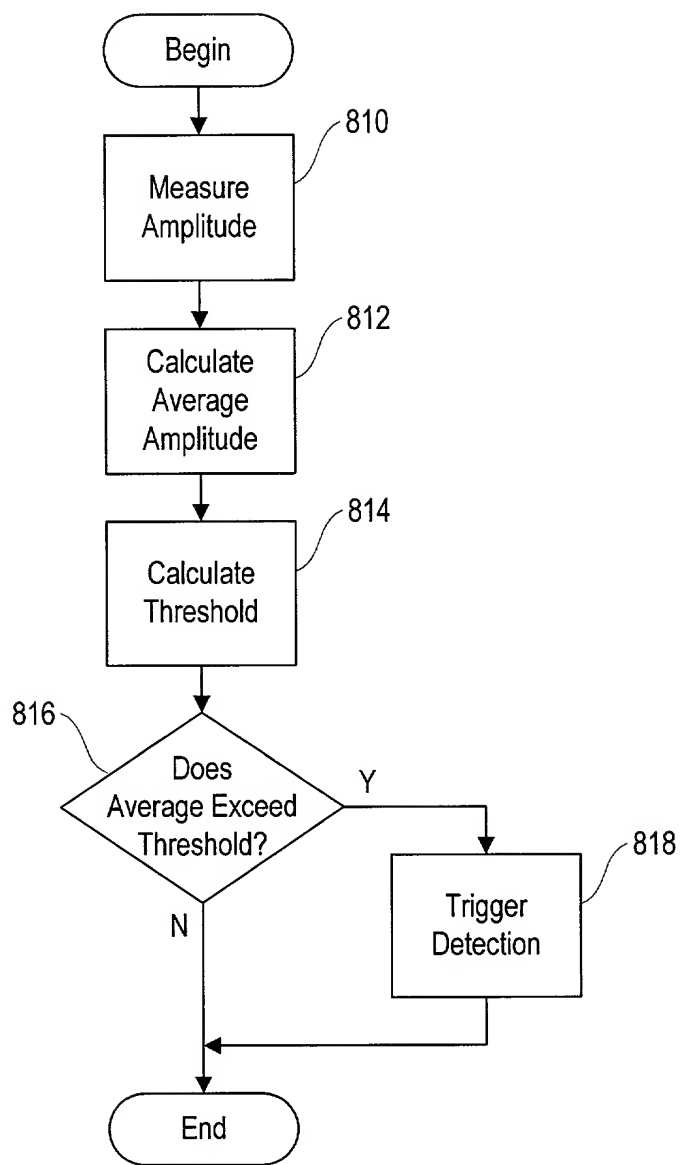 Begin
810
Measure
Amplitude
812
Calculate
Average
Amplitude
814
Calculate
Threshold
816
Does
Average Exceed
Threshold?
Y
818
Trigger
Detection
N
End